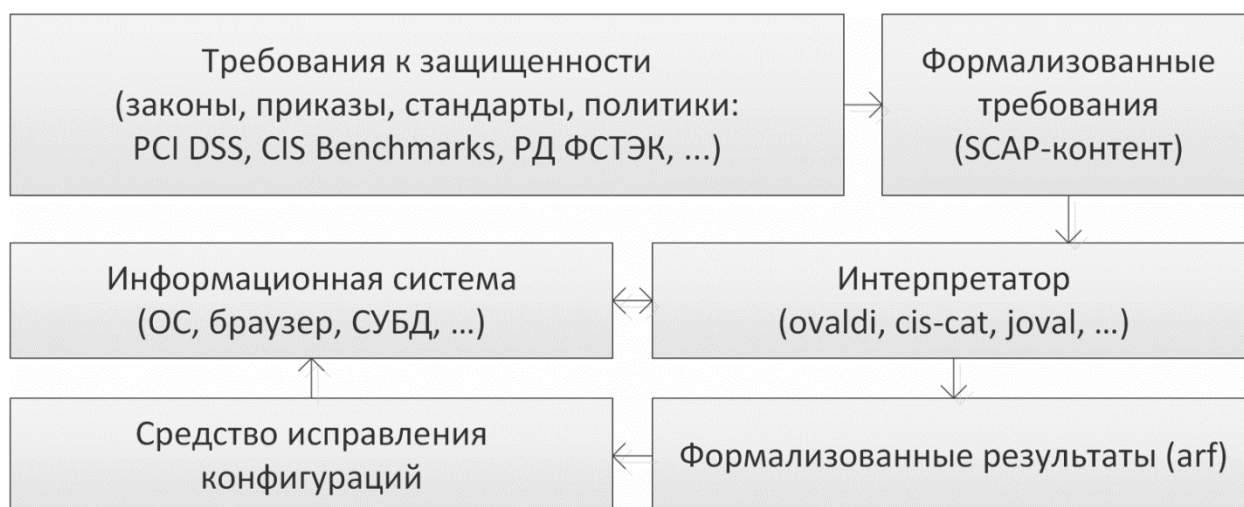 Требования к защищенности
(законы, приказы, стандарты, политики:
PCI DSS, CIS Benchmarks, РД ФСТЭК, ...)
Формализованные
требования
(SCAP-контент)
Информационная система
(ОС, браузер, СУБД, ...)
Интерпретатор
(ovaldi, cis-cat, joval, ...)
Средство исправления
конфигураций
Формализованные результаты (arf)